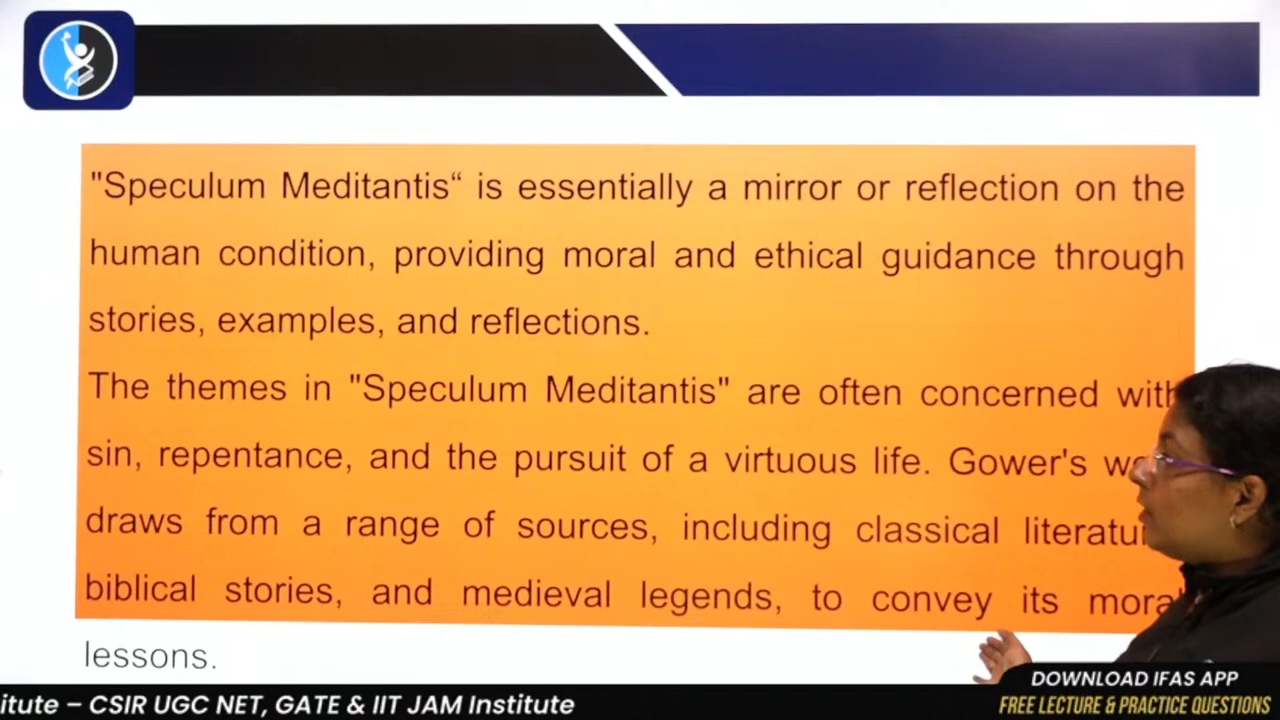 "Speculum Meditantis“ is essentially a mirror or reflection on the
human condition, providing moral and ethical guidance through
stories, examples, and reflections.
The themes in "Speculum Meditantis" are often concerned with
sin, repentance, and the pursuit of a virtuous life. Gower's
draws from a range of sources, including classical
biblical stories, and medieval legends, to convey its moral
lessons.
DOWNLOAD IFAS APP
itute – CSIR UGC NET, GATE & IIT JAM Institute
FREE LECTURE & PRACTICE QUESTIONS